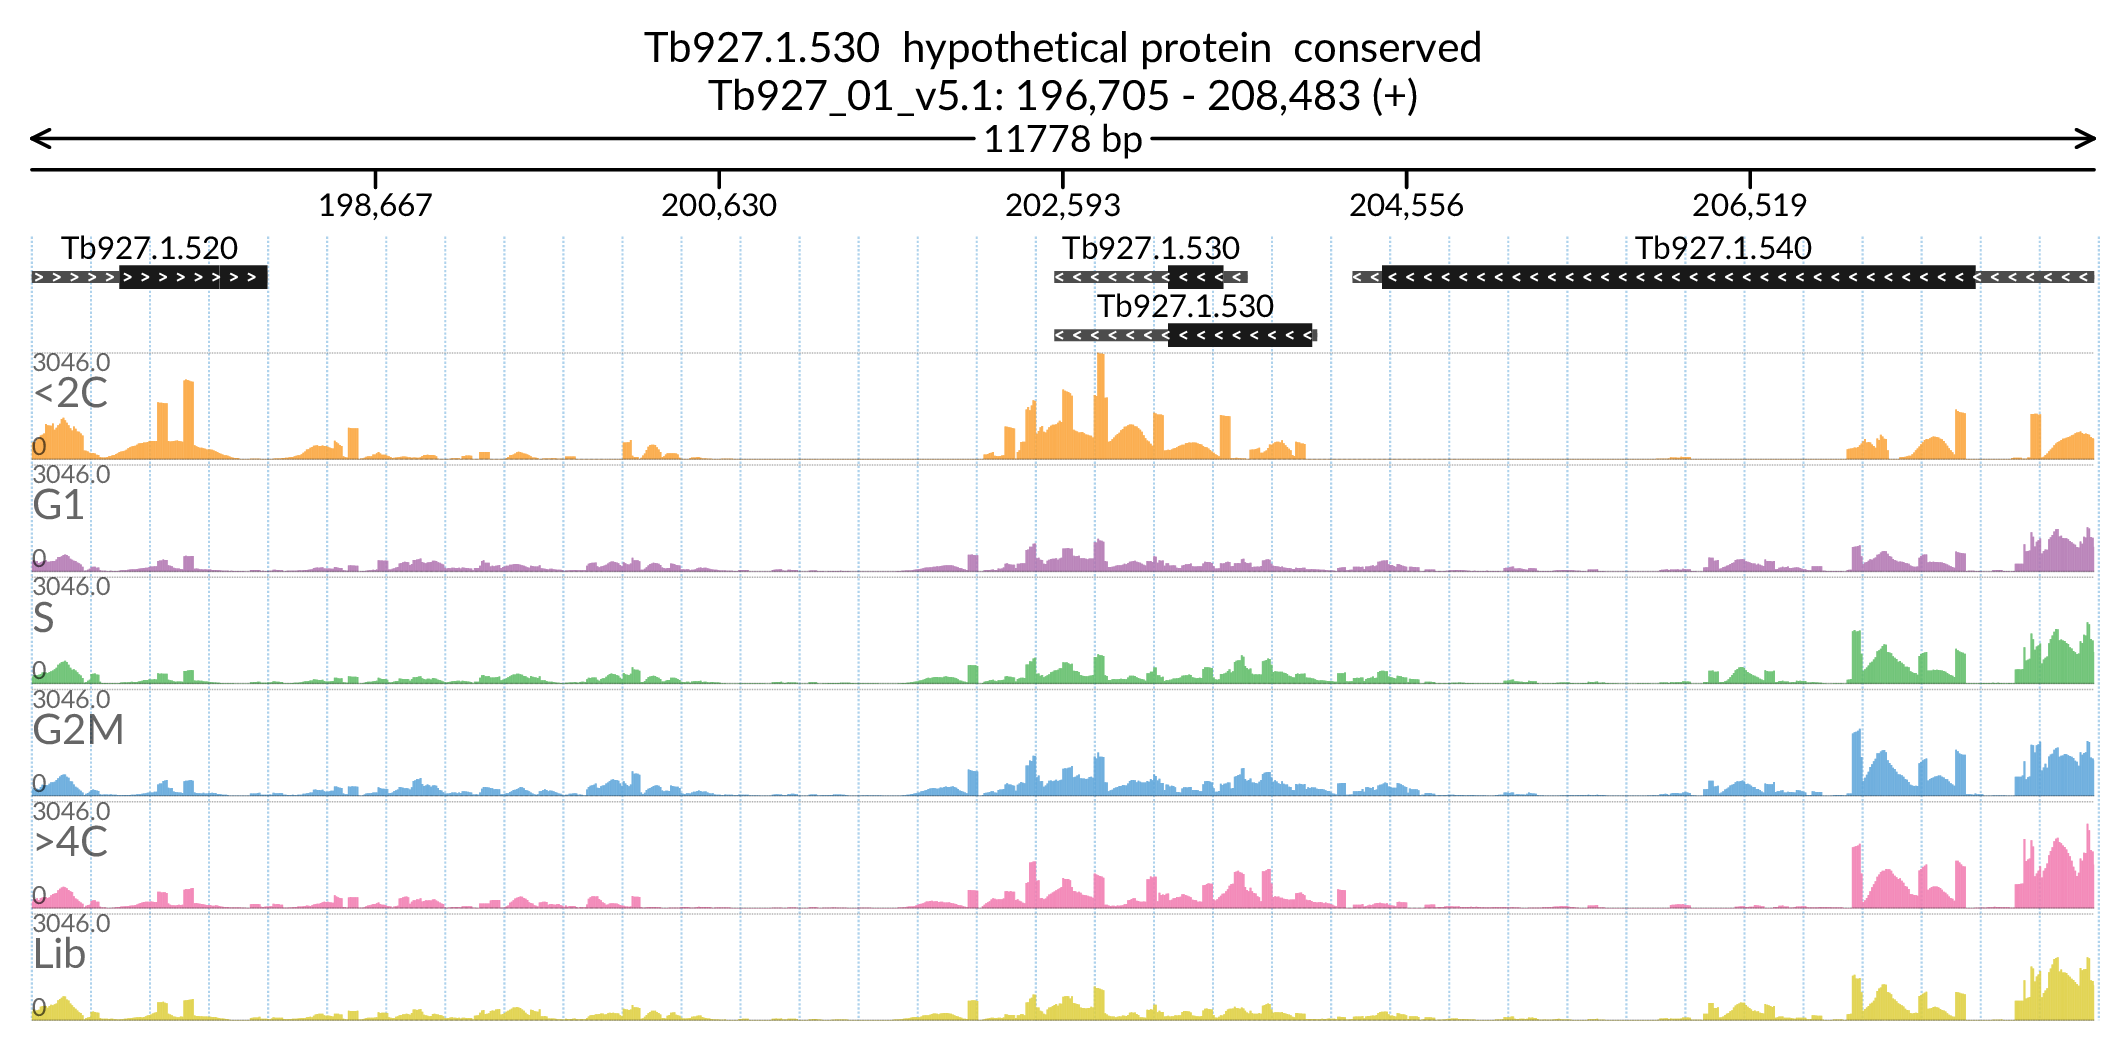 Tb927.1.530  hypothetical protein  conserved
Tb927_01_v5.1: 196,705 - 208,483 (+)
11778 bp
198,667 200,630 202,593 204,556 206,519
Tb927.1.520 Tb927.1.530 Tb927.1.540
Tb927.1.530
3046.0
<2C
0
3046.0
G1
0
3046.0
S
0
3046.0
G2M
0
3046.0
>4C
0
3046.0
Lib
0